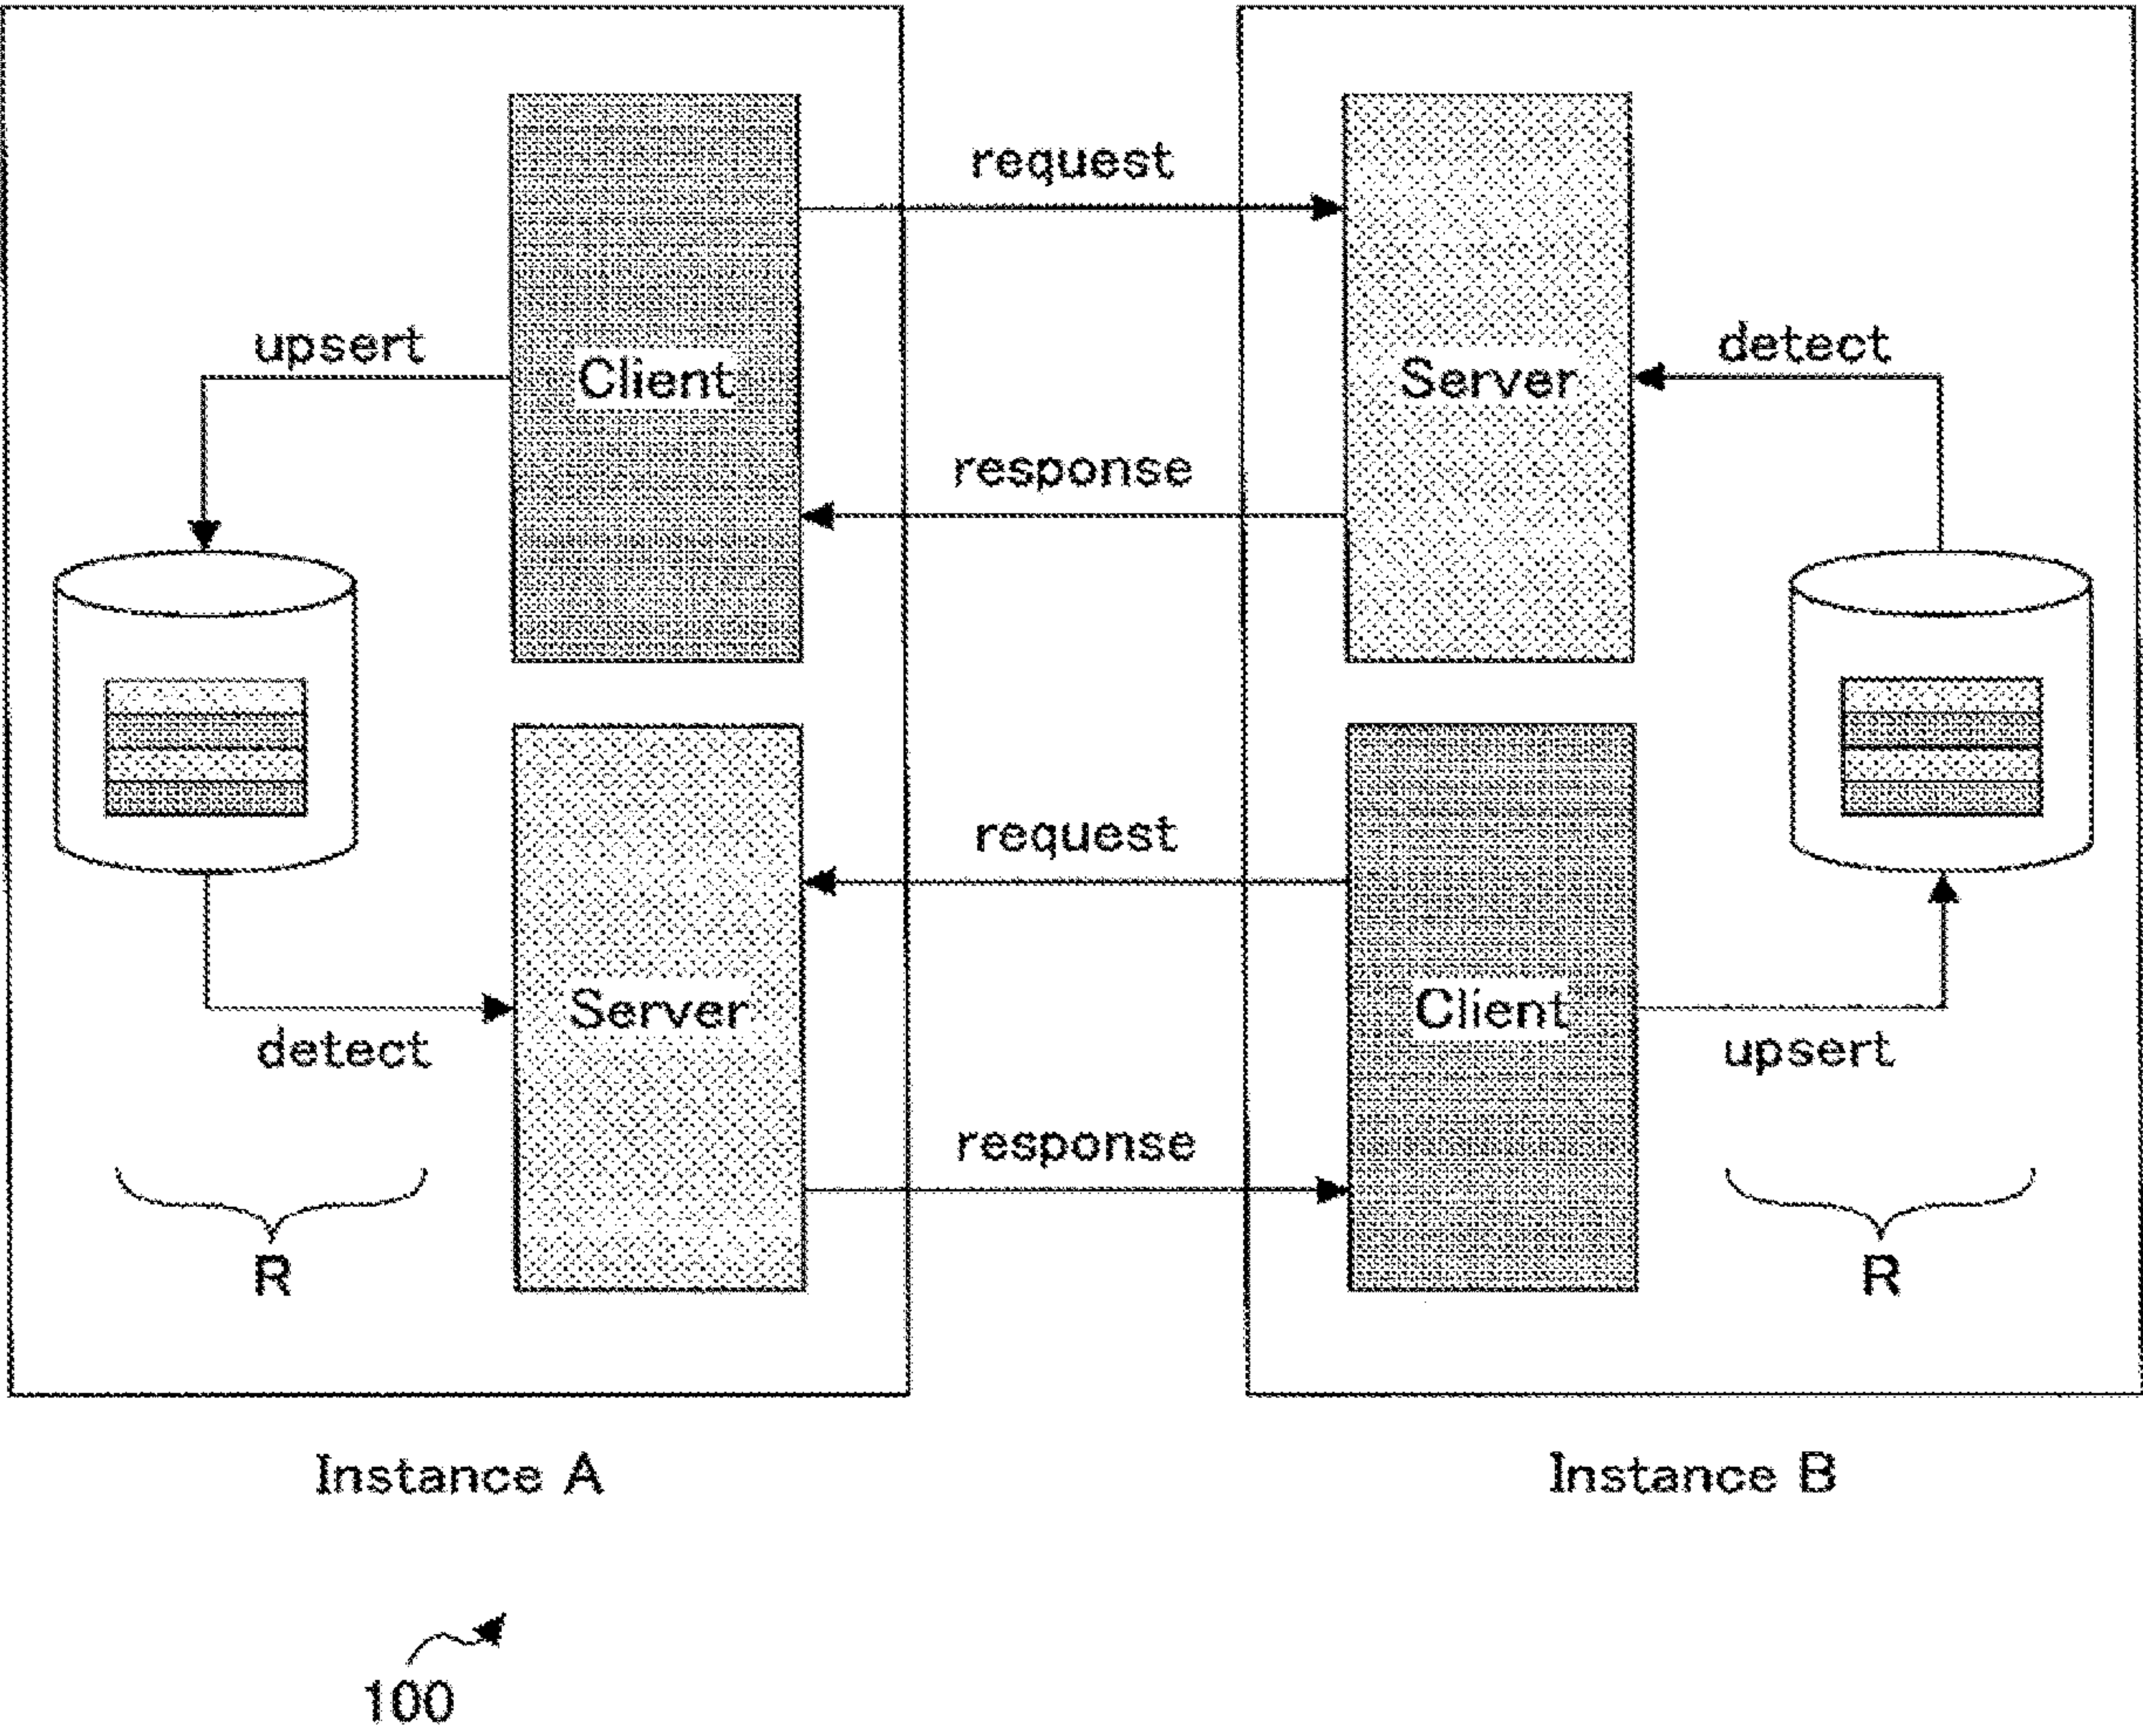 request
upsert
Client
Server
detect
response
request
Server
Client
detect
upsert
response
R
R
Instance A
Instance B
100